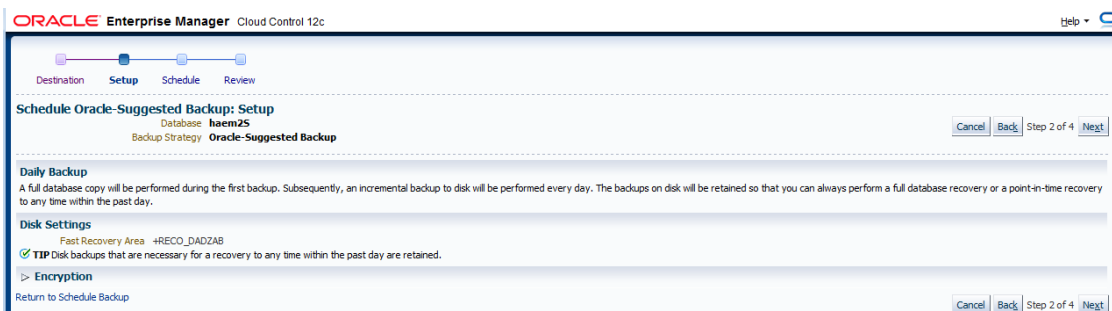 ORACLE Enterprise Manager Cloud Control 12c
Help
Destination Setup Schedule Review
Schedule Oracle-Suggested Backup: Setup
Database haem2S
Backup Strategy Oracle-Suggested Backup
Cancel Back Step 2 of 4 Next
Daily Backup
A full database copy will be performed during the first backup. Subsequently, an incremental backup to disk will be performed every day. The backups on disk will be retained so that you can always perform a full database recovery or a point-in-time recovery
to any time within the past day.
Disk Settings
Fast Recovery Area +RECO_DADZAB
TIP Disk backups that are necessary for a recovery to any time within the past day are retained.
Encryption
Return to Schedule Backup
Cancel Back Step 2 of 4 Next